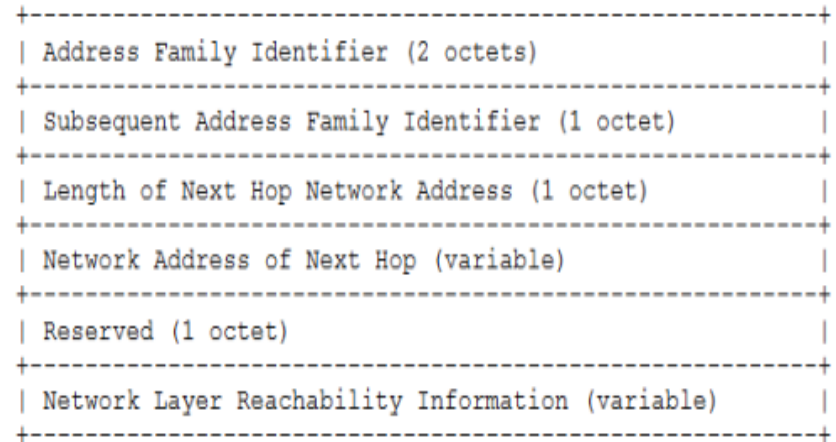 Address Family Identifier (2 octets)
Subsequent Address Family Identifier (1 octet)
Length of Next Hop Network Address (1 octet)
Network Address of Next Hop (variable)
Reserved (1 octet)
Network Layer Reachability Information (variable)